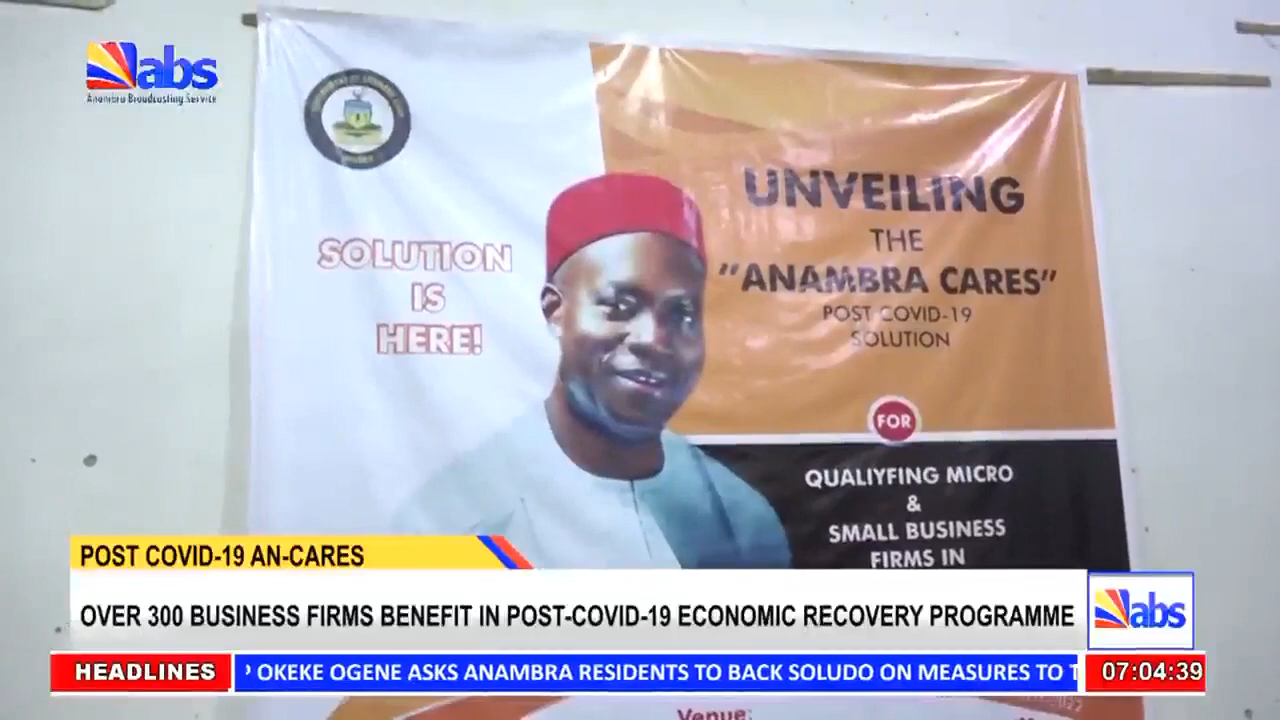 abs
Anambra Broadcasting Service
SOLUTION
IS
HERE!
UNVEILING
THE
"ANAMBRA CARES"
POST COVID-19
SOLUTION
FOR
QUALIYFING MICRO
&
SMALL BUSINESS
FIRMS IN
POST COVID-19 AN-CARES
OVER 300 BUSINESS FIRMS BENEFIT IN POST-COVID-19 ECONOMIC RECOVERY PROGRAMME
abs
HEADLINES
OKEKE OGENE ASKS ANAMBRA RESIDENTS TO BACK SOLUDO ON MEASURES TO
07:04:39
Venue: